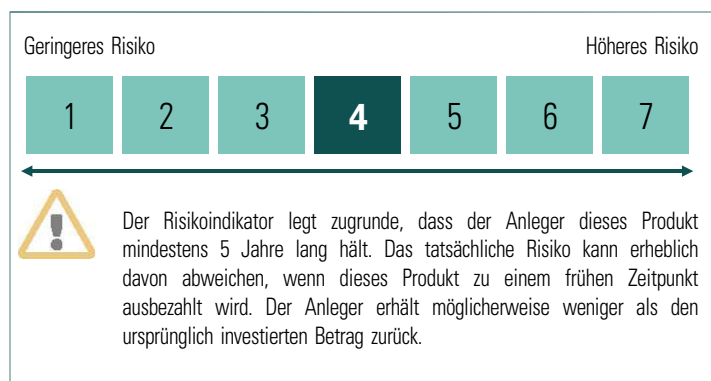 Geringeres Risiko Höheres Risiko
1 2 3 4 5 6 7
Der Risikoindikator legt zugrunde, dass der Anleger dieses Produkt
mindestens 5 Jahre lang hält. Das tatsächliche Risiko kann erheblich
davon abweichen, wenn dieses Produkt zu einem frühen Zeitpunkt
ausbezahlt wird. Der Anleger erhält möglicherweise weniger als den
ursprünglich investierten Betrag zurück.